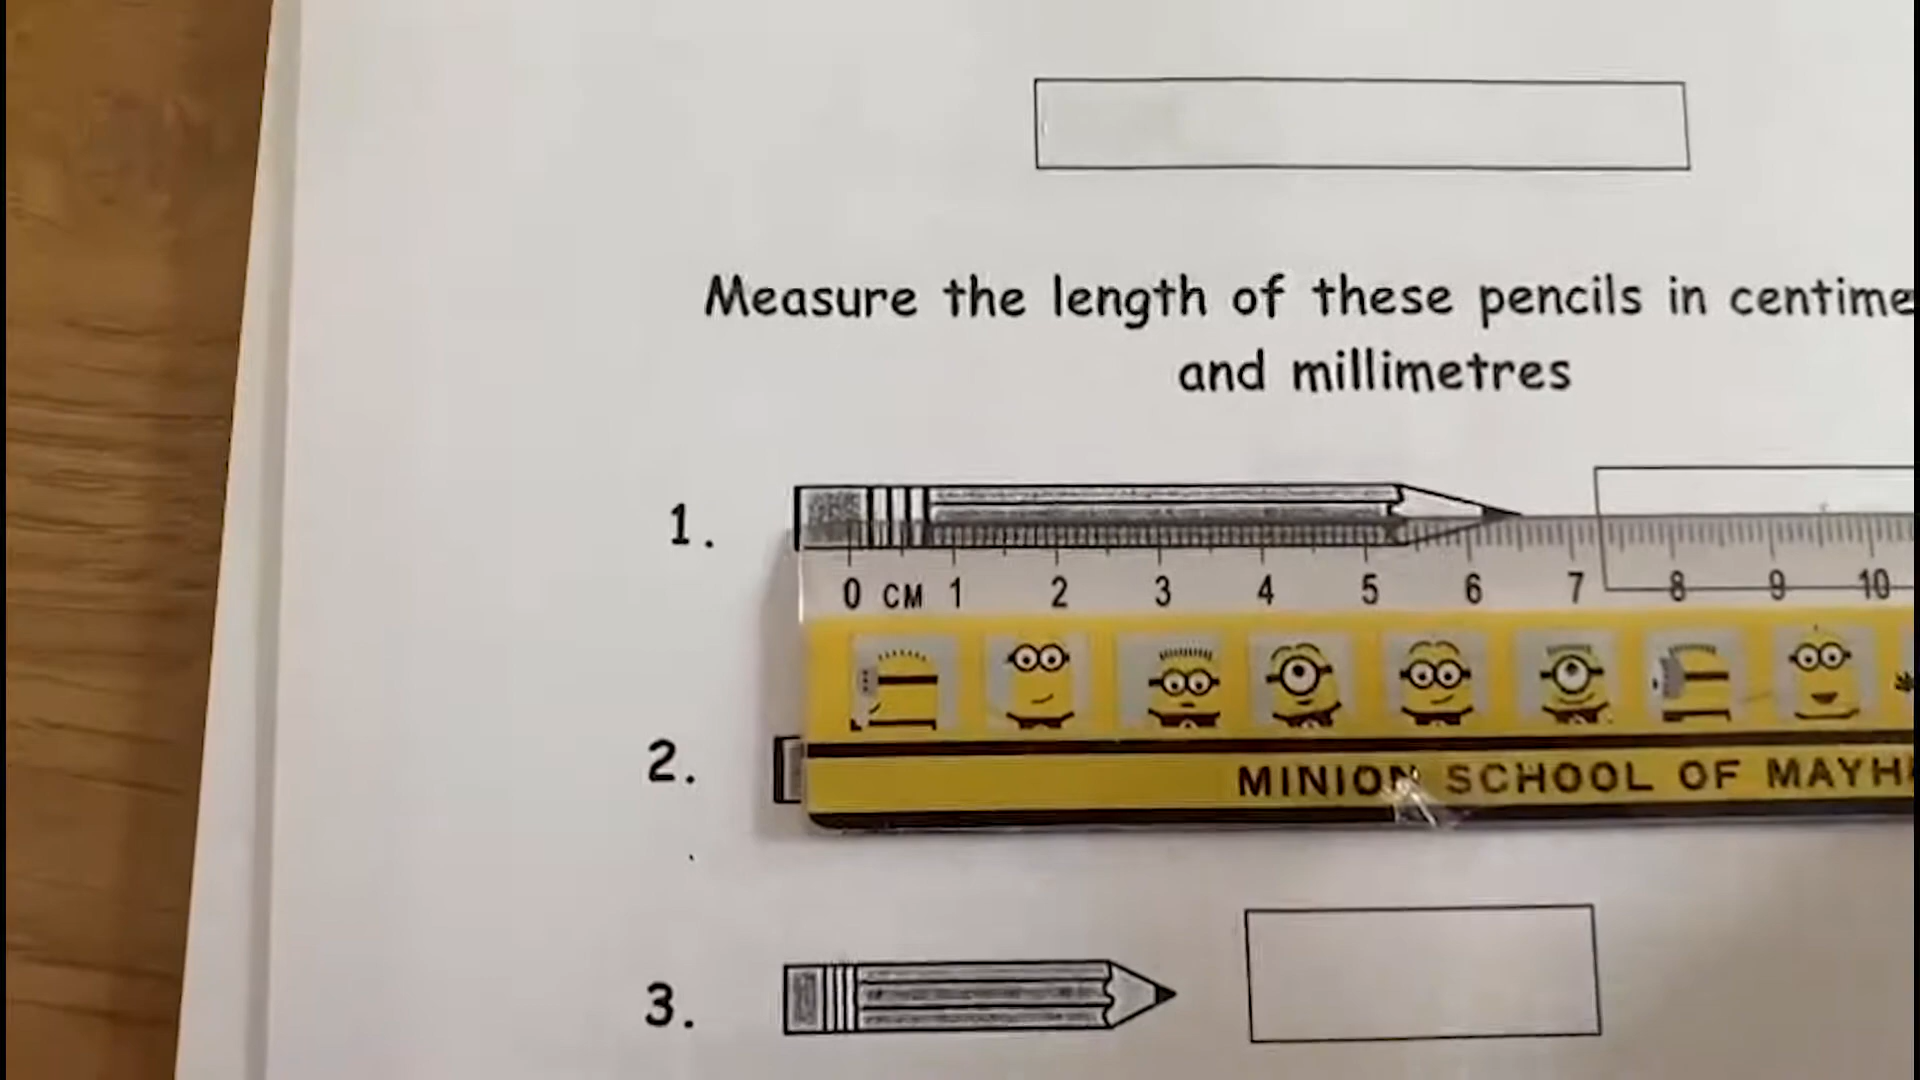 Measure the length of these pencils in centime
and millimetres
1.
0 CM 1 2 3 4 5 6 7 8 9 10
2.
MINION SCHOOL OF MAYH
3.